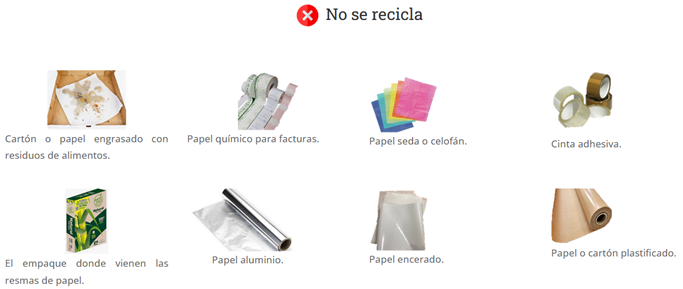 No se recicla
Cartón o papel engrasado con
residuos de alimentos.
Papel químico para facturas.
Papel seda o celofán.
Cinta adhesiva.
El empaque donde vienen las
resmas de papel.
Papel aluminio.
Papel encerado.
Papel o cartón plastificado.